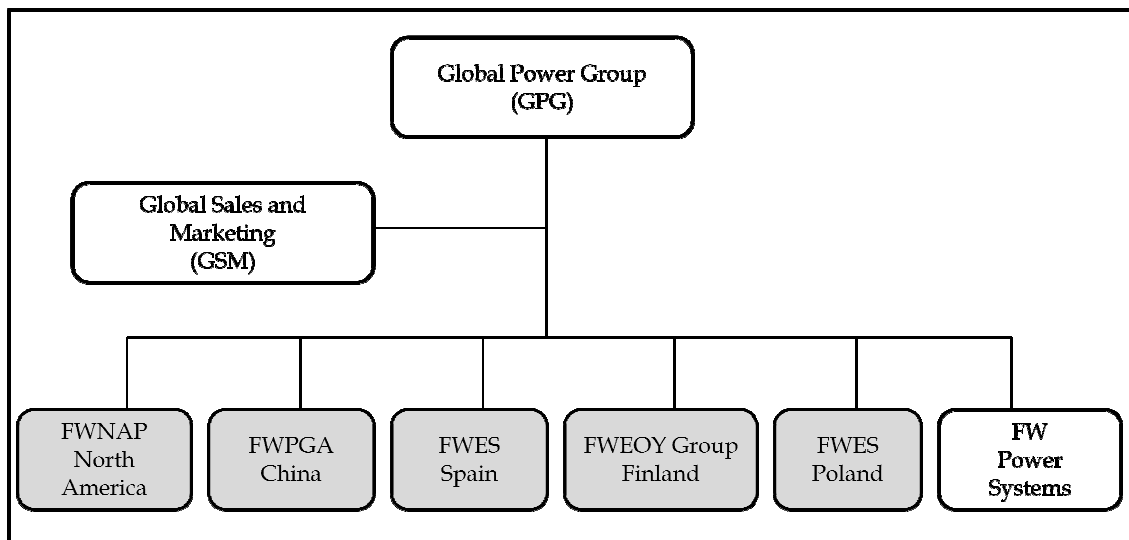 Global Power Group
(GPG)
Global Sales and
Marketing
(GSM)
FWNAP
North
America
FWPGA
China
FWES
Spain
FWEOY Group
Finland
FWES
Poland
FW
Power
Systems